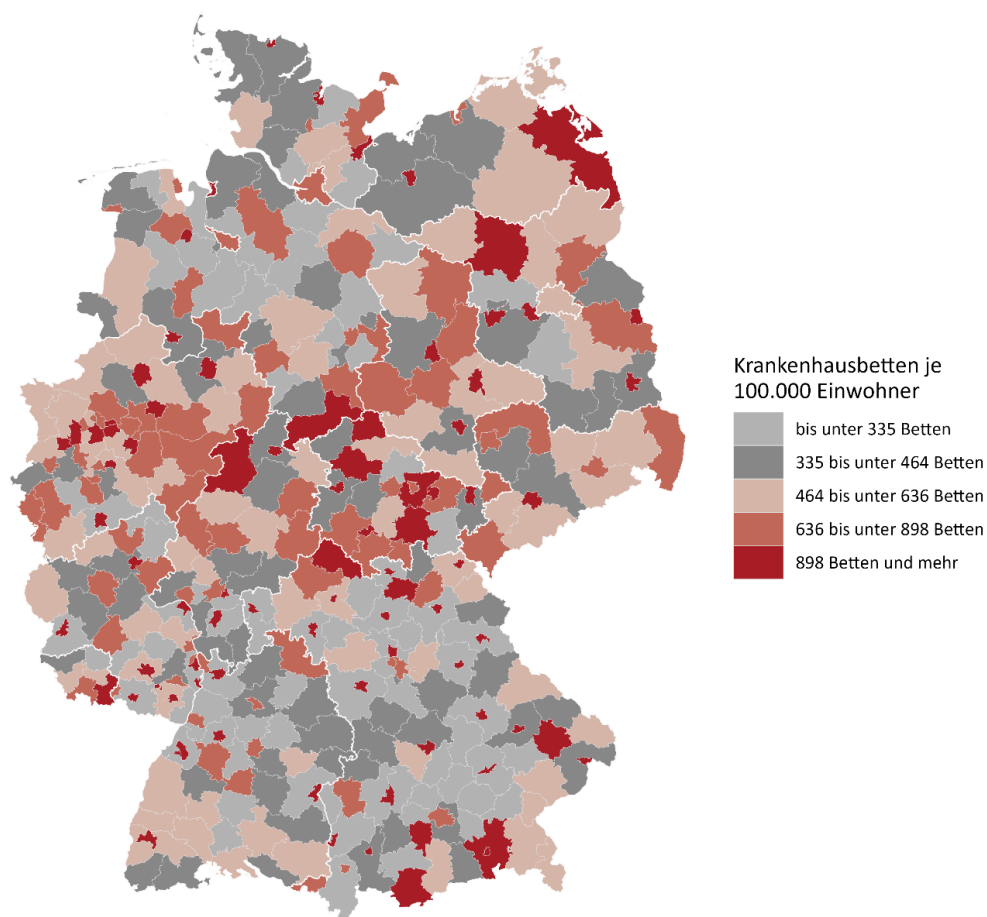 Krankenhausbetten je
100.000 Einwohner
bis unter 335 Betten
335 bis unter 464 Betten
464 bis unter 636 Betten
636 bis unter 898 Betten
898 Betten und mehr